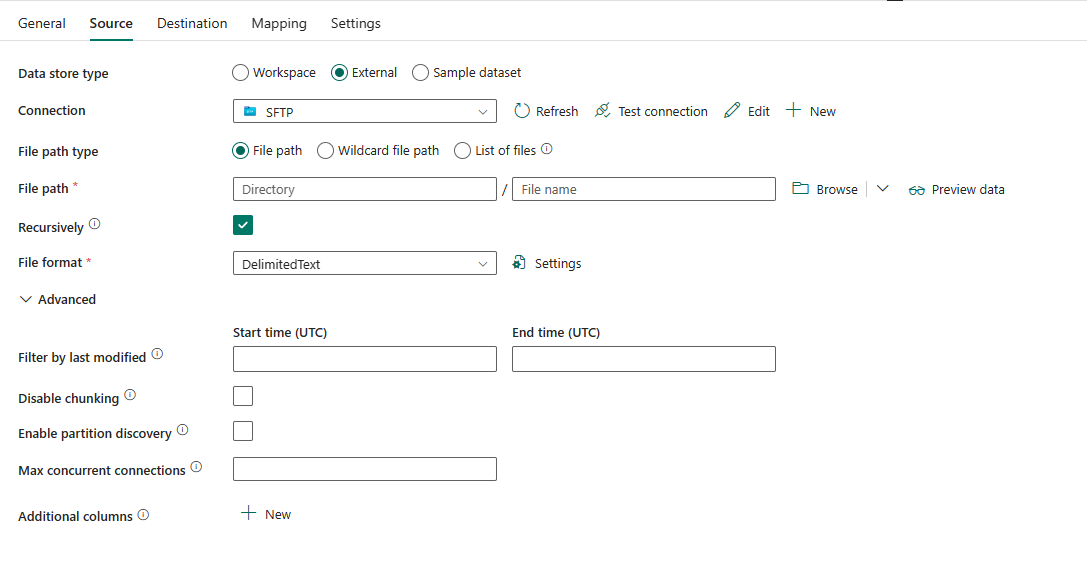 General Source Destination Mapping Settings
Data store type Workspace External Sample dataset
Connection SFTP Refresh Test connection Edit New
File path type File path Wildcard file path List of files
File path * Directory / File name Browse Preview data
Recursively
File format * DelimitedText Settings
Advanced
Start time (UTC) End time (UTC)
Filter by last modified
Disable chunking
Enable partition discovery
Max concurrent connections
Additional columns New